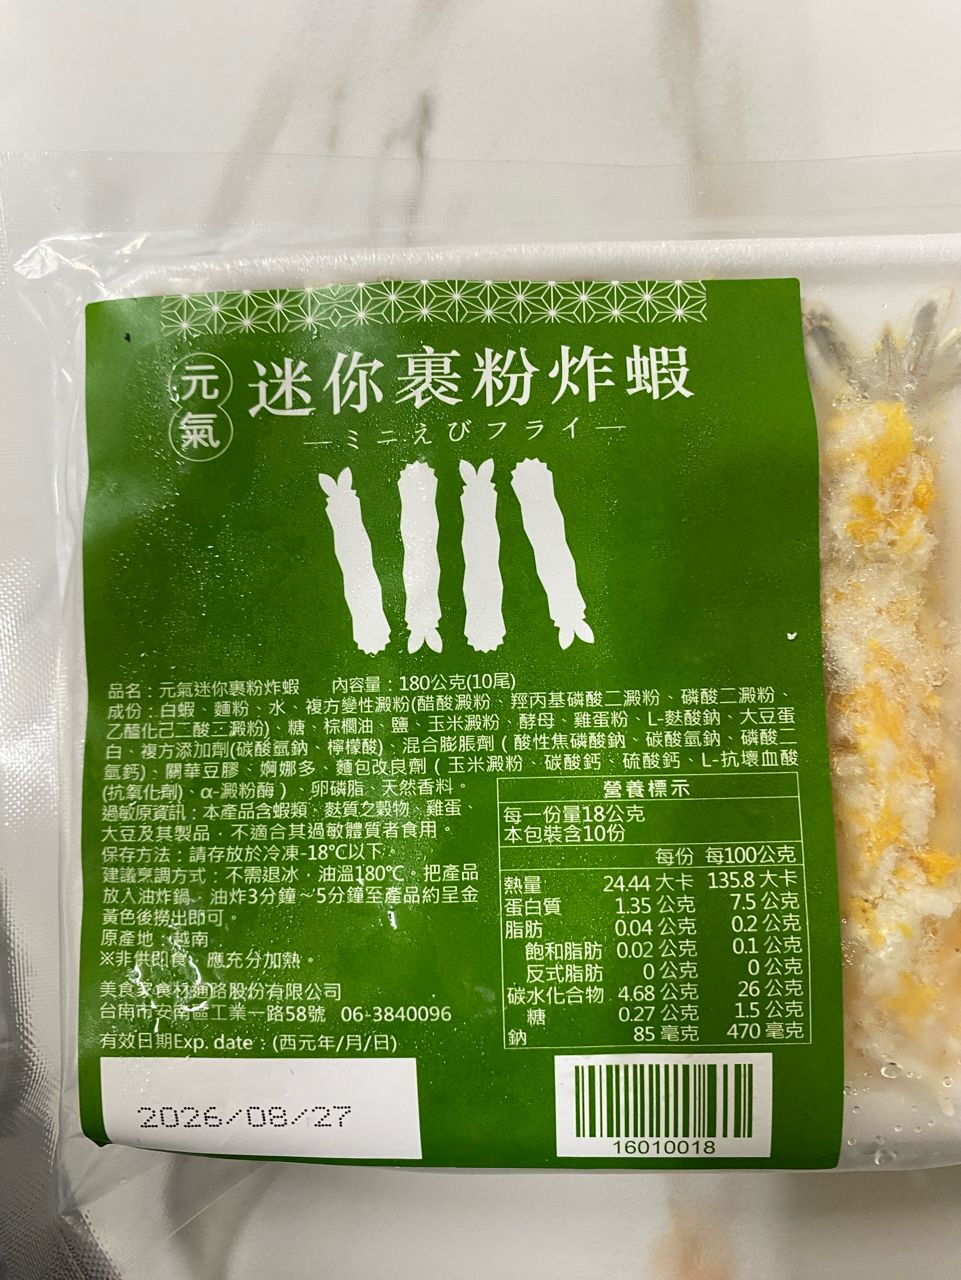 元氣
迷你裹粉炸蝦
ミニえびフライ
品名：元氣迷你裹粉炸蝦 內容量：180公克(10尾)
成份：白蝦、麵粉、水、複方變性澱粉(醋酸澱粉、羥丙基磷酸二澱粉、磷酸二澱粉、
乙醯化己二酸二澱粉)、糖、棕櫚油、鹽、玉米澱粉、酵母、雞蛋粉、L-麩酸鈉、大豆蛋
白、複方添加劑(碳酸氫鈉、檸檬酸)、混合膨脹劑（酸性焦磷酸鈉、碳酸氫鈉、磷酸二
氫鈣)、關華豆膠、婀娜多、麵包改良劑（玉米澱粉、碳酸鈣、硫酸鈣、L-抗壞血酸
(抗氧化劑)、α-澱粉酶）、卵磷脂、天然香料。
過敏原資訊：本產品含蝦類、麩質之穀物、雞蛋、
大豆及其製品，不適合其過敏體質者食用。
保存方法：請存放於冷凍-18°C以下。
建議烹調方式：不需退冰，油溫180°C。把產品
放入油炸鍋，油炸3分鐘～5分鐘至產品約呈金
黃色後撈出即可。
原產地：越南
※非供即食，應充分加熱。
美食家食材通路股份有限公司
台南市安南區工業一路58號 06-3840096
有效日期Exp. date：(西元年/月/日)
2026/08/27
營養標示
每一份量18公克
本包裝含10份
每份 每100公克
熱量 24.44 大卡 135.8 大卡
蛋白質 1.35 公克 7.5 公克
脂肪 0.04 公克 0.2 公克
飽和脂肪 0.02 公克 0.1 公克
反式脂肪 0 公克 0 公克
碳水化合物 4.68 公克 26 公克
糖 0.27 公克 1.5 公克
鈉 85 毫克 470 毫克
16010018